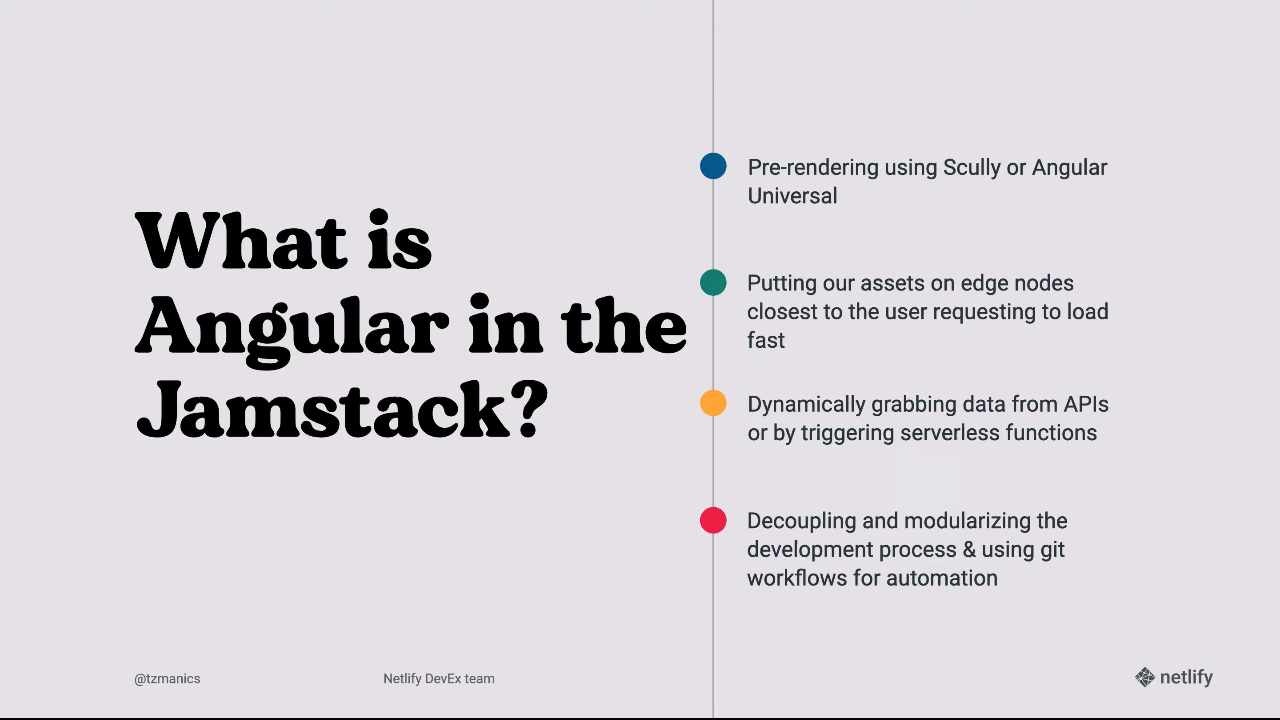 What is
Angular in the
Jamstack?
Pre-rendering using Scully or Angular
Universal
Putting our assets on edge nodes
closest to the user requesting to load
fast
Dynamically grabbing data from APIs
or by triggering serverless functions
Decoupling and modularizing the
development process & using git
workflows for automation
@tzmanics
Netlify DevEx team
netlify